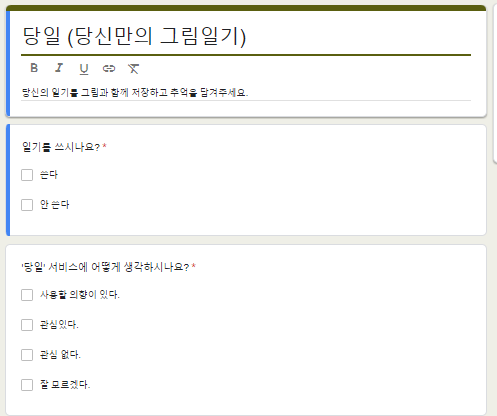 당일 (당신만의 그림일기)
B I U
당신의 일기를 그림과 함께 저장하고 추억을 담겨주세요.
일기를 쓰시나요? *
쓴다
안 쓴다
'당일' 서비스에 어떻게 생각하시나요? *
사용할 의향이 있다.
관심있다.
관심 없다.
잘 모르겠다.